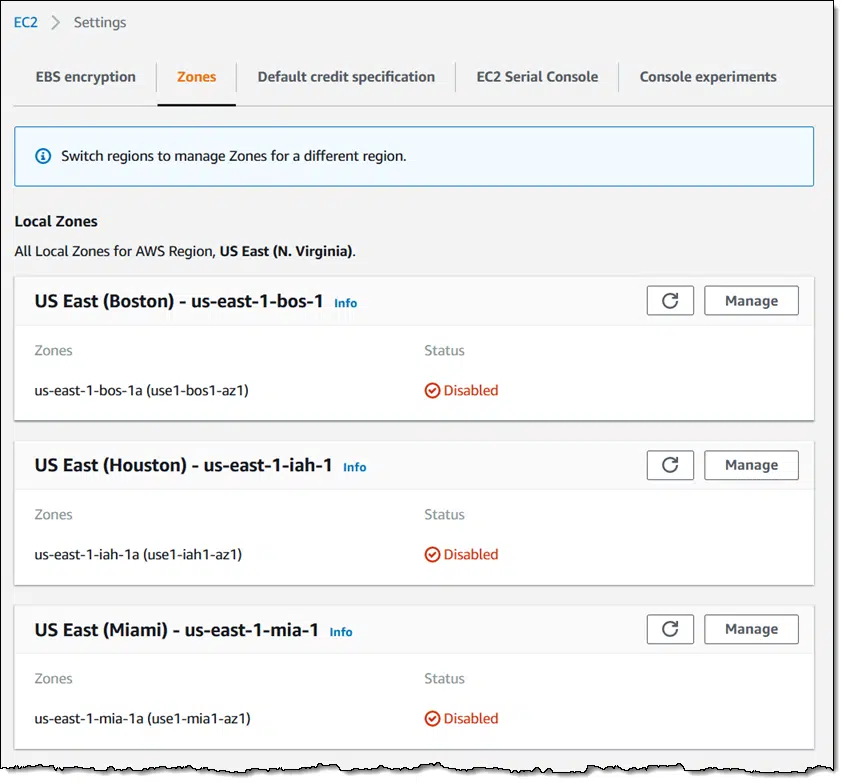 EC2 > Settings
EBS encryption Zones Default credit specification EC2 Serial Console Console experiments
Switch regions to manage Zones for a different region.
Local Zones
All Local Zones for AWS Region, US East (N. Virginia).
US East (Boston) - us-east-1-bos-1 Info Manage
Zones Status
us-east-1-bos-1a (use1-bos1-az1) Disabled
US East (Houston) - us-east-1-iah-1 Info Manage
Zones Status
us-east-1-iah-1a (use1-iah1-az1) Disabled
US East (Miami) - us-east-1-mia-1 Info Manage
Zones Status
us-east-1-mia-1a (use1-mia1-az1) Disabled